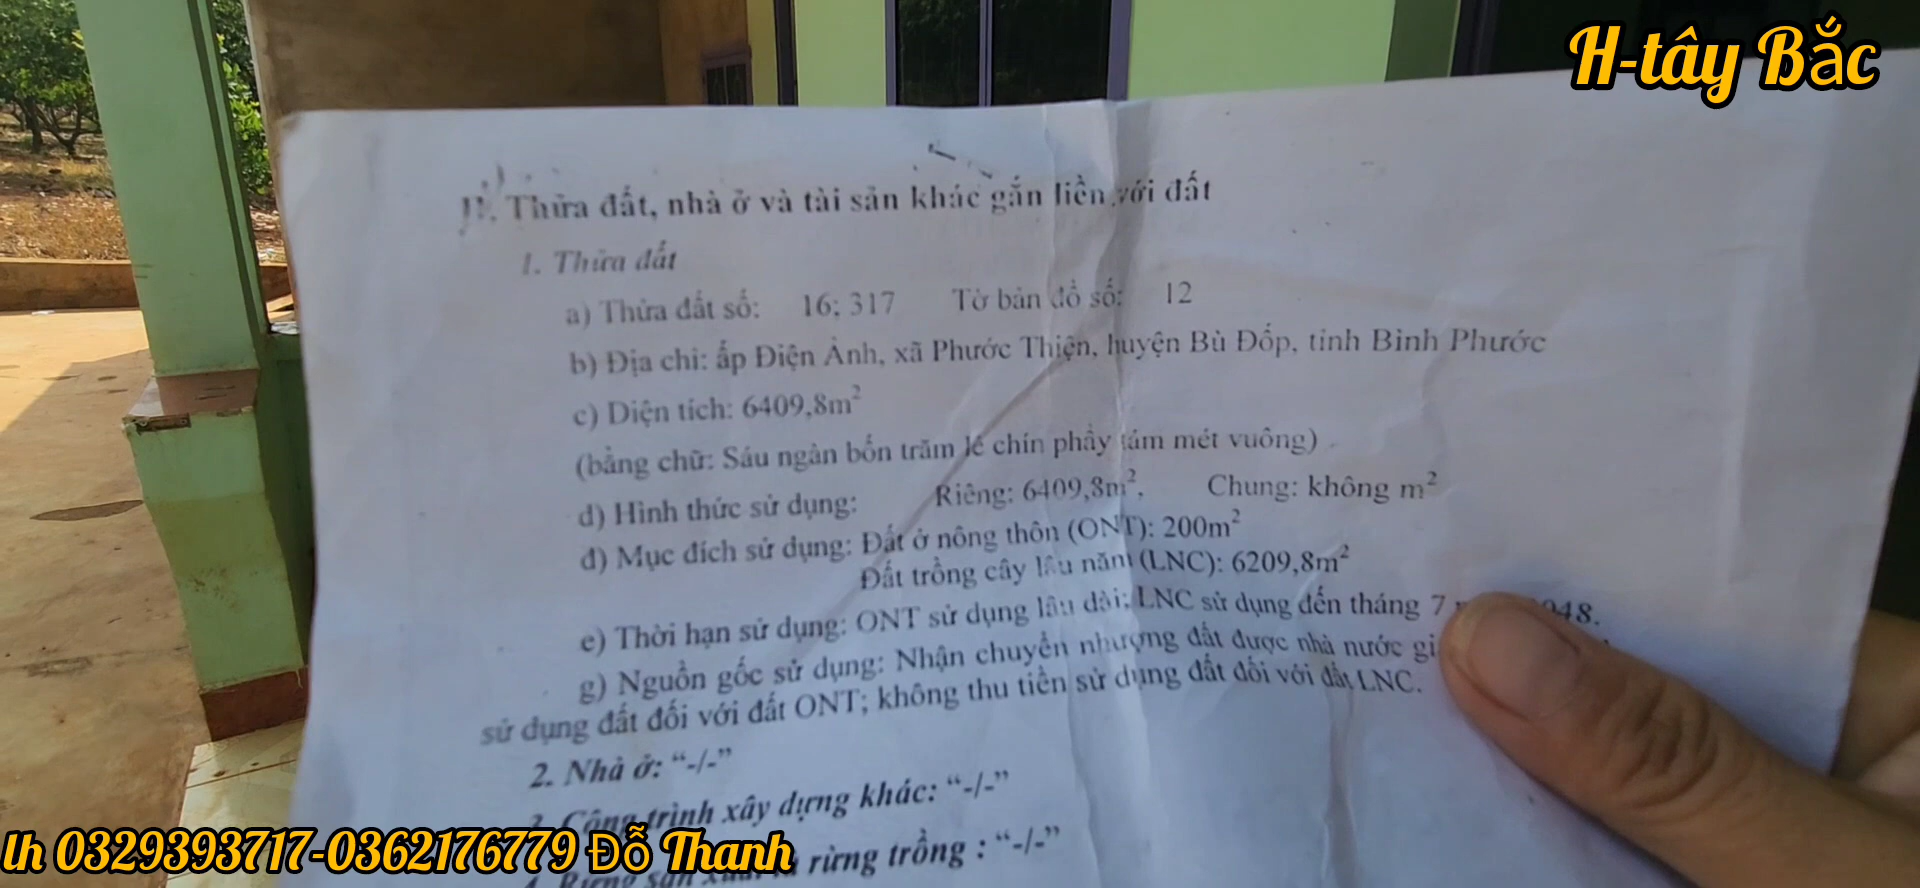 H-tây Bắc
II. Thửa đất, nhà ở và tài sản khác gắn liền với đất
1. Thửa đất
a) Thửa đất số: 16; 317 Tờ bản đồ số: 12
b) Địa chỉ: ấp Điện Ảnh, xã Phước Thiện, huyện Bù Đốp, tỉnh Bình Phước
c) Diện tích: 6409,8m²
(bằng chữ: Sáu ngàn bốn trăm lẻ chín phẩy tám mét vuông)
d) Hình thức sử dụng: Riêng: 6409,8m², Chung: không m²
đ) Mục đích sử dụng: Đất ở nông thôn (ONT): 200m²
Đất trồng cây lâu năm (LNC): 6209,8m²
e) Thời hạn sử dụng: ONT sử dụng lâu dài; LNC sử dụng đến tháng 7 048.
g) Nguồn gốc sử dụng: Nhận chuyển nhượng đất được nhà nước
sử dụng đất đối với đất ONT; không thu tiền sử dụng đất đối với đất LNC.
2. Nhà ở: “-/-”
3. Công trình xây dựng khác: “-/-”
rừng trồng : “-/-”
lh 0329393717-0362176779 Đỗ Thanh